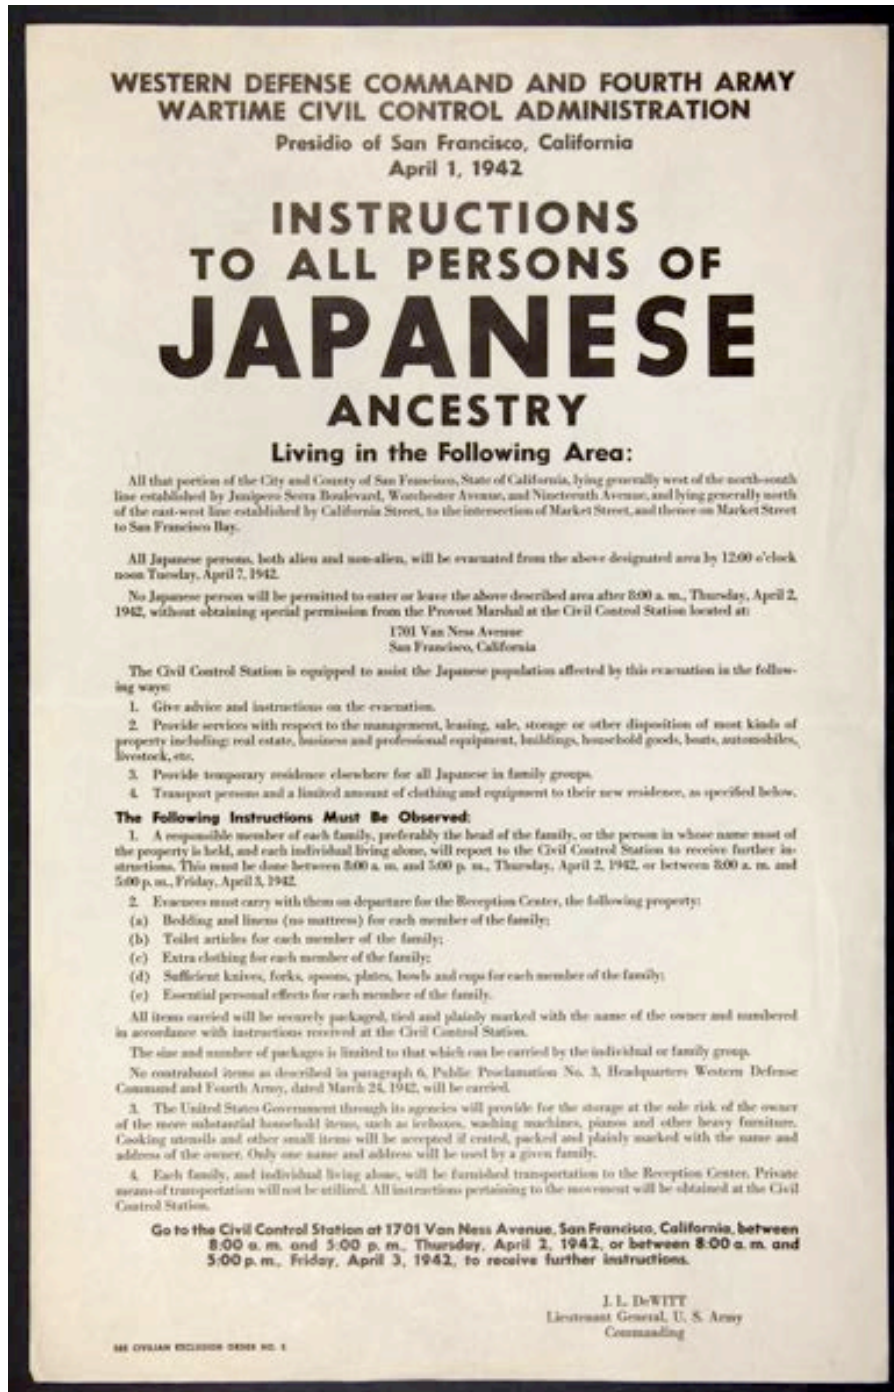 WESTERN DEFENSE COMMAND AND FOURTH ARMY
WARTIME CIVIL CONTROL ADMINISTRATION
Presidio of San Francisco, California
April 1, 1942
INSTRUCTIONS
TO ALL PERSONS OF
JAPANESE
ANCESTRY
Living in the Following Area:
All that portion of the City and County of San Francisco, State of California, lying generally west of the north-south
line established by Junipero Serra Boulevard, Worchester Avenue, and Nineteenth Avenue, and lying generally north
of the east-west line established by California Street, to the intersection of Market Street, and thence on Market Street
to San Francisco Bay.
All Japanese persons, both alien and non-alien, will be evacuated from the above designated area by 12:00 o'clock
noon Tuesday, April 7, 1942.
No Japanese person will be permitted to enter or leave the above described area after 8:00 a. m., Thursday, April 2,
1942, without obtaining special permission from the Provost Marshal at the Civil Control Station located at:
1701 Van Ness Avenue
San Francisco, California
The Civil Control Station is equipped to assist the Japanese population affected by this evacuation in the follow-
ing ways:
1. Give advice and instructions on the evacuation.
2. Provide services with respect to the management, leasing, sale, storage or other disposition of most kinds of
property including: real estate, business and professional equipment, buildings, household goods, boats, automobiles,
livestock, etc.
3. Provide temporary residence elsewhere for all Japanese in family groups.
4. Transport persons and a limited amount of clothing and equipment to their new residence, as specified below.
The Following Instructions Must Be Observed:
1. A responsible member of each family, preferably the head of the family, or the person in whose name most of
the property is held, and each individual living alone, will report to the Civil Control Station to receive further in-
structions. This must be done between 8:00 a. m. and 5:00 p. m., Thursday, April 2, 1942, or between 8:00 a. m. and
5:00 p. m., Friday, April 3, 1942.
2. Evacuees must carry with them on departure for the Reception Center, the following property:
(a) Bedding and linens (no mattress) for each member of the family;
(b) Toilet articles for each member of the family;
(c) Extra clothing for each member of the family;
(d) Sufficient knives, forks, spoons, plates, bowls and cups for each member of the family;
(e) Essential personal effects for each member of the family.
All items carried will be securely packaged, tied and plainly marked with the name of the owner and numbered
in accordance with instructions received at the Civil Control Station.
The size and number of packages is limited to that which can be carried by the individual or family group.
No contraband items as described in paragraph 6, Public Proclamation No. 3, Headquarters Western Defense
Command and Fourth Army, dated March 24, 1942, will be carried.
3. The United States Government through its agencies will provide for the storage at the sole risk of the owner
of the more substantial household items, such as iceboxes, washing machines, pianos and other heavy furniture.
Cooking utensils and other small items will be accepted if crated, packed and plainly marked with the name and
address of the owner. Only one name and address will be used by a given family.
4. Each family, and individual living alone, will be furnished transportation to the Reception Center. Private
means of transportation will not be utilized. All instructions pertaining to the movement will be obtained at the Civil
Control Station.
Go to the Civil Control Station at 1701 Van Ness Avenue, San Francisco, California, between
8:00 a. m. and 5:00 p. m., Thursday, April 2, 1942, or between 8:00 a. m. and
5:00 p. m., Friday, April 3, 1942, to receive further instructions.
J. L. DeWITT
Lieutenant General, U. S. Army
Commanding
SEE CIVILIAN EXCLUSION ORDER NO.